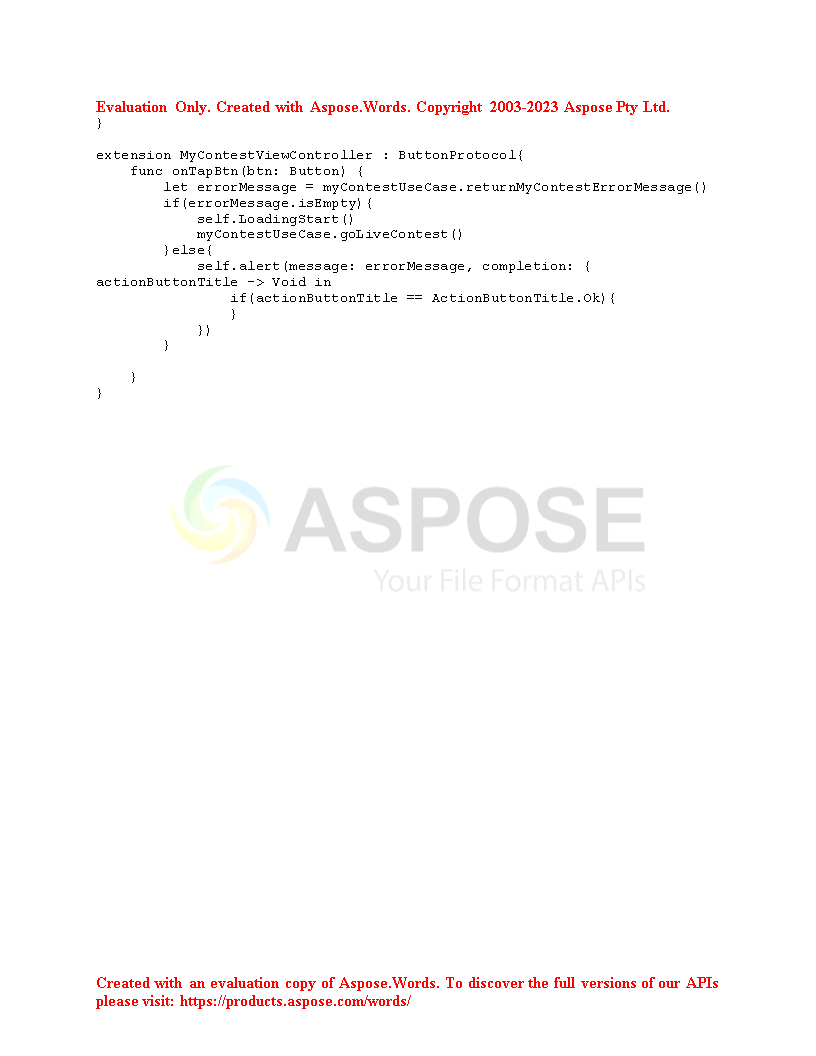 Evaluation Only. Created with Aspose.Words. Copyright 2003-2023 Aspose Pty Ltd.
}

extension MyContestViewController : ButtonProtocol{
    func onTapBtn(btn: Button) {
        let errorMessage = myContestUseCase.returnMyContestErrorMessage()
        if(errorMessage.isEmpty){
            self.LoadingStart()
            myContestUseCase.goLiveContest()
        }else{
            self.alert(message: errorMessage, completion: {
actionButtonTitle -> Void in
                if(actionButtonTitle == ActionButtonTitle.Ok){
                }
            })
        }

    }
}
ASPOSE
Your File Format APIs
Created with an evaluation copy of Aspose.Words. To discover the full versions of our APIs
please visit: https://products.aspose.com/words/